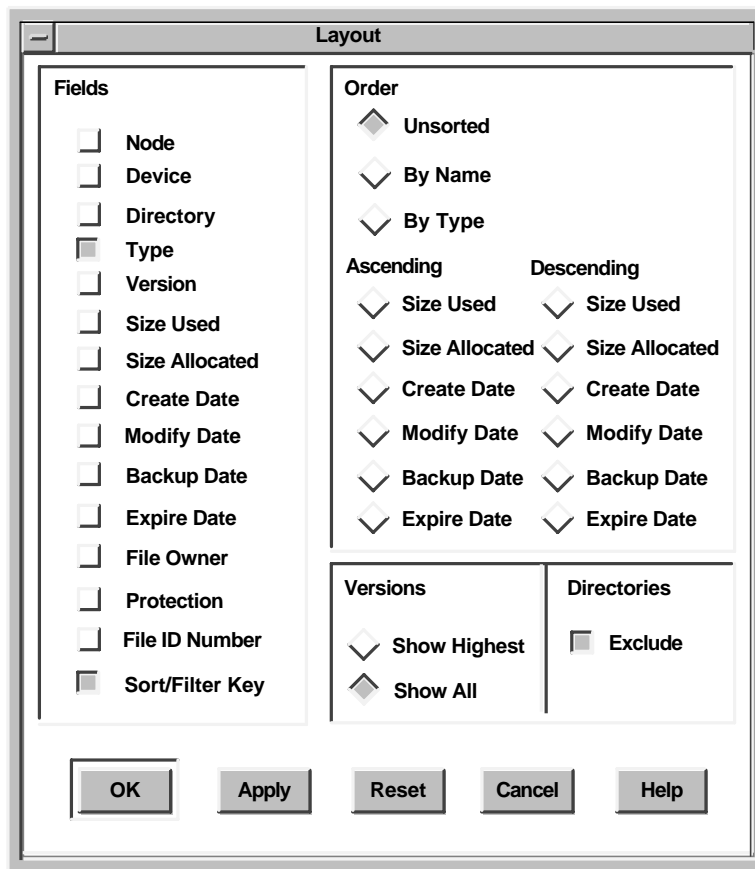 Layout
Fields
Node
Device
Directory
Type
Version
Size Used
Size Allocated
Create Date
Modify Date
Backup Date
Expire Date
File Owner
Protection
File ID Number
Sort/Filter Key
Order
Unsorted
By Name
By Type
Ascending Descending
Size Used Size Used
Size Allocated Size Allocated
Create Date Create Date
Modify Date Modify Date
Backup Date Backup Date
Expire Date Expire Date
Versions
Show Highest
Show All
Directories
Exclude
OK Apply Reset Cancel Help